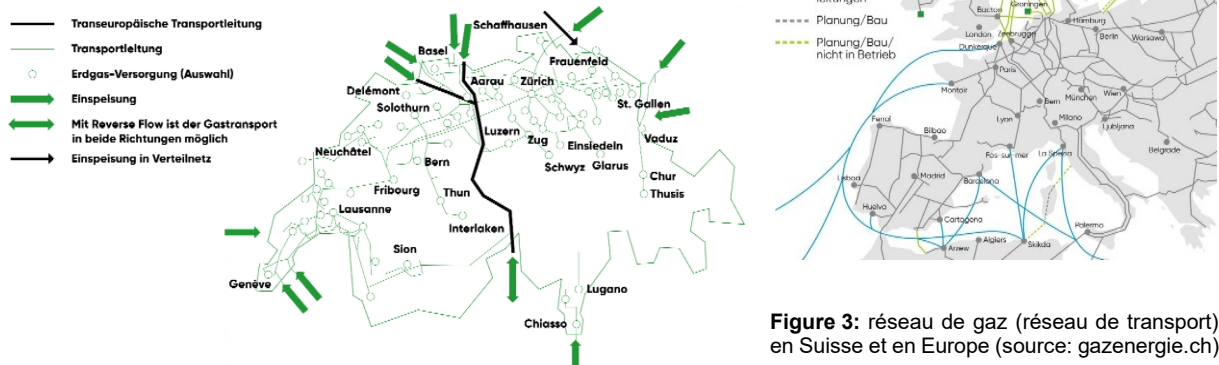 Transeuropäische Transportleitung
Transportleitung
Erdgas-Versorgung (Auswahl)
Einspeisung
Mit Reverse Flow ist der Gastransport
in beide Richtungen möglich
Einspeisung in Verteilnetz
Schaffhausen
Basel
Frauenfeld
Aarau
Zürich
Delémont
Solothurn
St. Gallen
Luzern
Zug
Einsiedeln
Vaduz
Neuchâtel
Bern
Schwyz
Glarus
Chur
Fribourg
Thun
Thusis
Lausanne
Interlaken
Sion
Genève
Lugano
Chiasso
Planung/Bau
Planung/Bau/
nicht in Betrieb
Groningen
Bacton
Hamburg
London
Zeebrugge
Berlin
Warszawa
Dunkerque
Paris
Montoir
Bern
München
Wien
Ferrol
Lyon
Milano
Ljubljana
Bilbao
Fos-sur-mer
La Spezia
Belgrade
Lisboa
Madrid
Barcelona
Huelva
Cartagena
Palermo
Arzew
Algiers
Skikda
Figure 3: réseau de gaz (réseau de transport)
en Suisse et en Europe (source: gazenergie.ch)